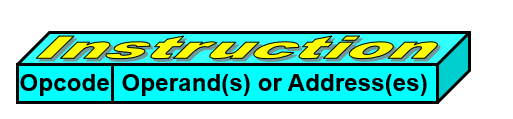 Instruction
Opcode Operand(s) or Address(es)